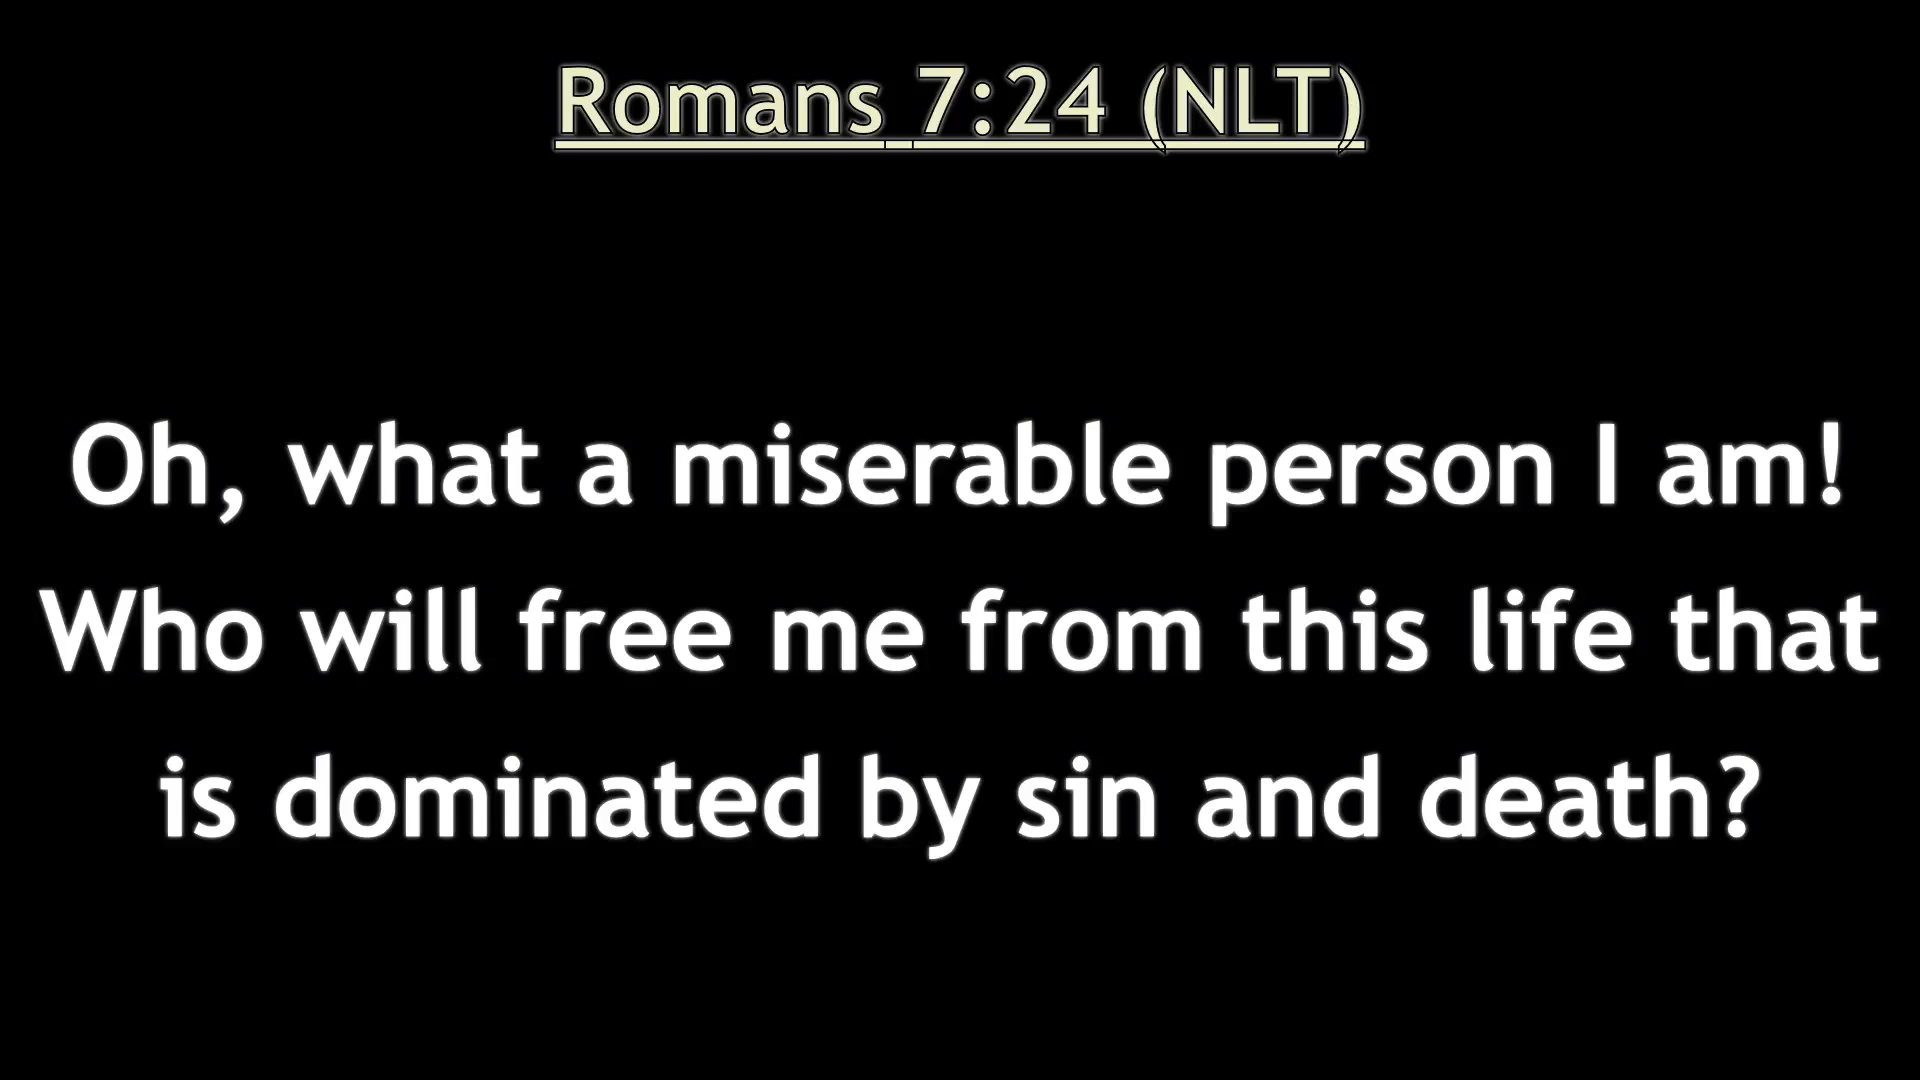 Romans 7:24 (NLT)
Oh, what a miserable person I am!
Who will free me from this life that
is dominated by sin and death?